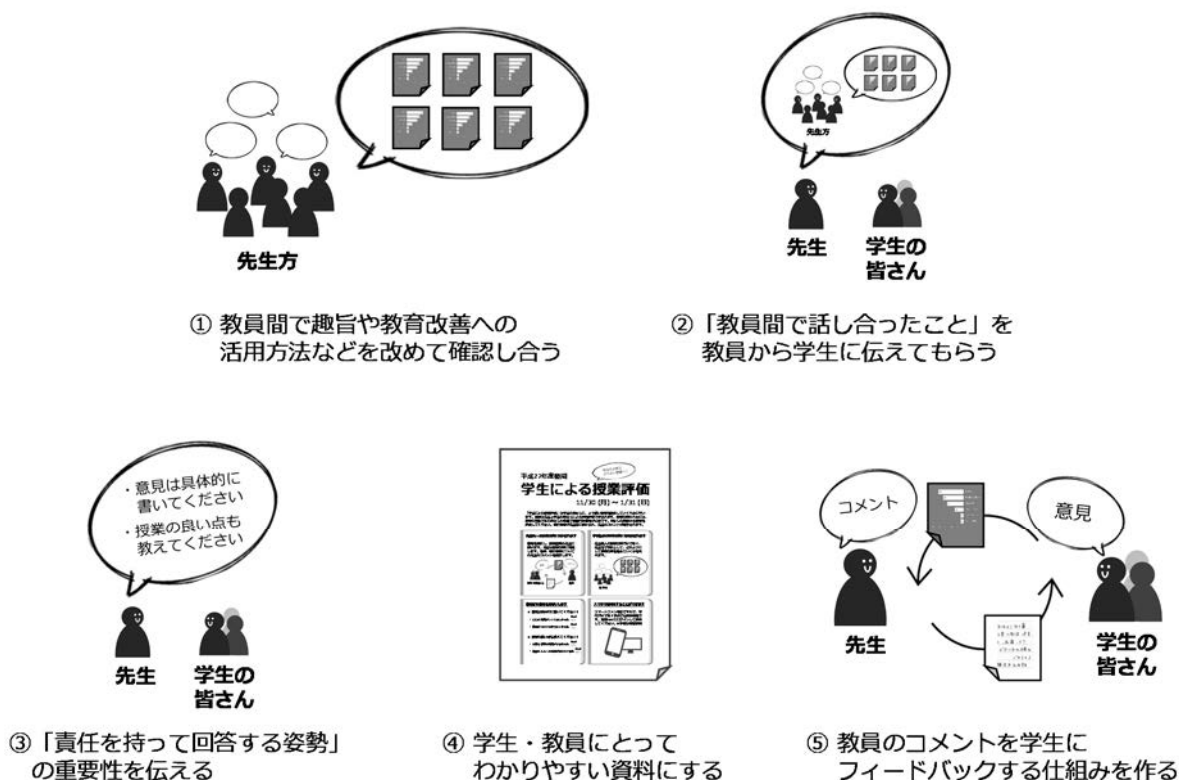 先生方
① 教員間で趣旨や教育改善への
活用方法などを改めて確認し合う
先生方
先生
学生の
皆さん
②「教員間で話し合ったこと」を
教員から学生に伝えてもらう
・意見は具体的に
書いてください
・授業の良い点も
教えてください
先生
学生の
皆さん
③「責任を持って回答する姿勢」
の重要性を伝える
学生による授業評価
④ 学生・教員にとって
わかりやすい資料にする
コメント
意見
先生
学生の
皆さん
⑤ 教員のコメントを学生に
フィードバックする仕組みを作る